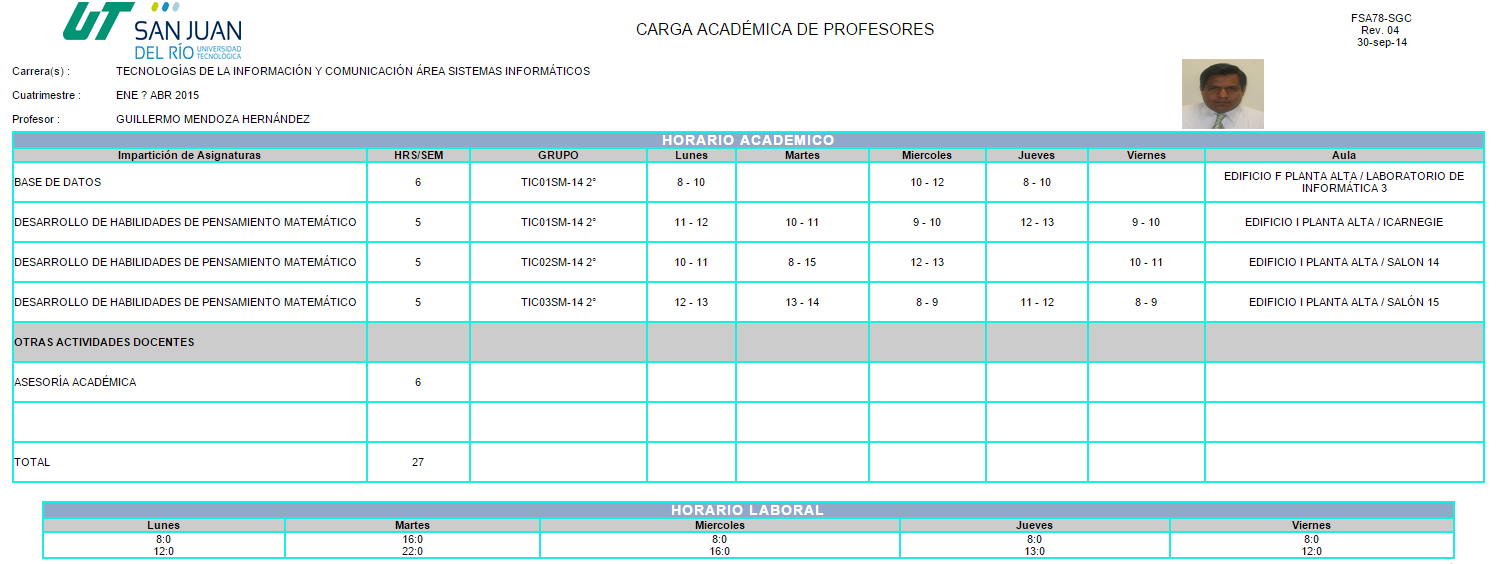 UT SAN JUAN
DEL RÍO UNIVERSIDAD TECNOLÓGICA
CARGA ACADÉMICA DE PROFESORES
FSA78-SGC
Rev. 04
30-sep-14
Carrera(s) : TECNOLOGÍAS DE LA INFORMACIÓN Y COMUNICACIÓN ÁREA SISTEMAS INFORMÁTICOS
Cuatrimestre : ENE ? ABR 2015
Profesor : GUILLERMO MENDOZA HERNÁNDEZ
HORARIO ACADEMICO
Impartición de Asignaturas HRS/SEM GRUPO Lunes Martes Miercoles Jueves Viernes Aula
BASE DE DATOS 6 TIC01SM-14 2° 8 - 10 10 - 12 8 - 10 EDIFICIO F PLANTA ALTA / LABORATORIO DE
INFORMÁTICA 3
DESARROLLO DE HABILIDADES DE PENSAMIENTO MATEMÁTICO 5 TIC01SM-14 2° 11 - 12 10 - 11 9 - 10 12 - 13 9 - 10 EDIFICIO I PLANTA ALTA / ICARNEGIE
DESARROLLO DE HABILIDADES DE PENSAMIENTO MATEMÁTICO 5 TIC02SM-14 2° 10 - 11 8 - 15 12 - 13 10 - 11 EDIFICIO I PLANTA ALTA / SALON 14
DESARROLLO DE HABILIDADES DE PENSAMIENTO MATEMÁTICO 5 TIC03SM-14 2° 12 - 13 13 - 14 8 - 9 11 - 12 8 - 9 EDIFICIO I PLANTA ALTA / SALÓN 15
OTRAS ACTIVIDADES DOCENTES
ASESORÍA ACADÉMICA 6
TOTAL 27
HORARIO LABORAL
Lunes Martes Miercoles Jueves Viernes
8:0 16:0 8:0 8:0 8:0
12:0 22:0 16:0 13:0 12:0